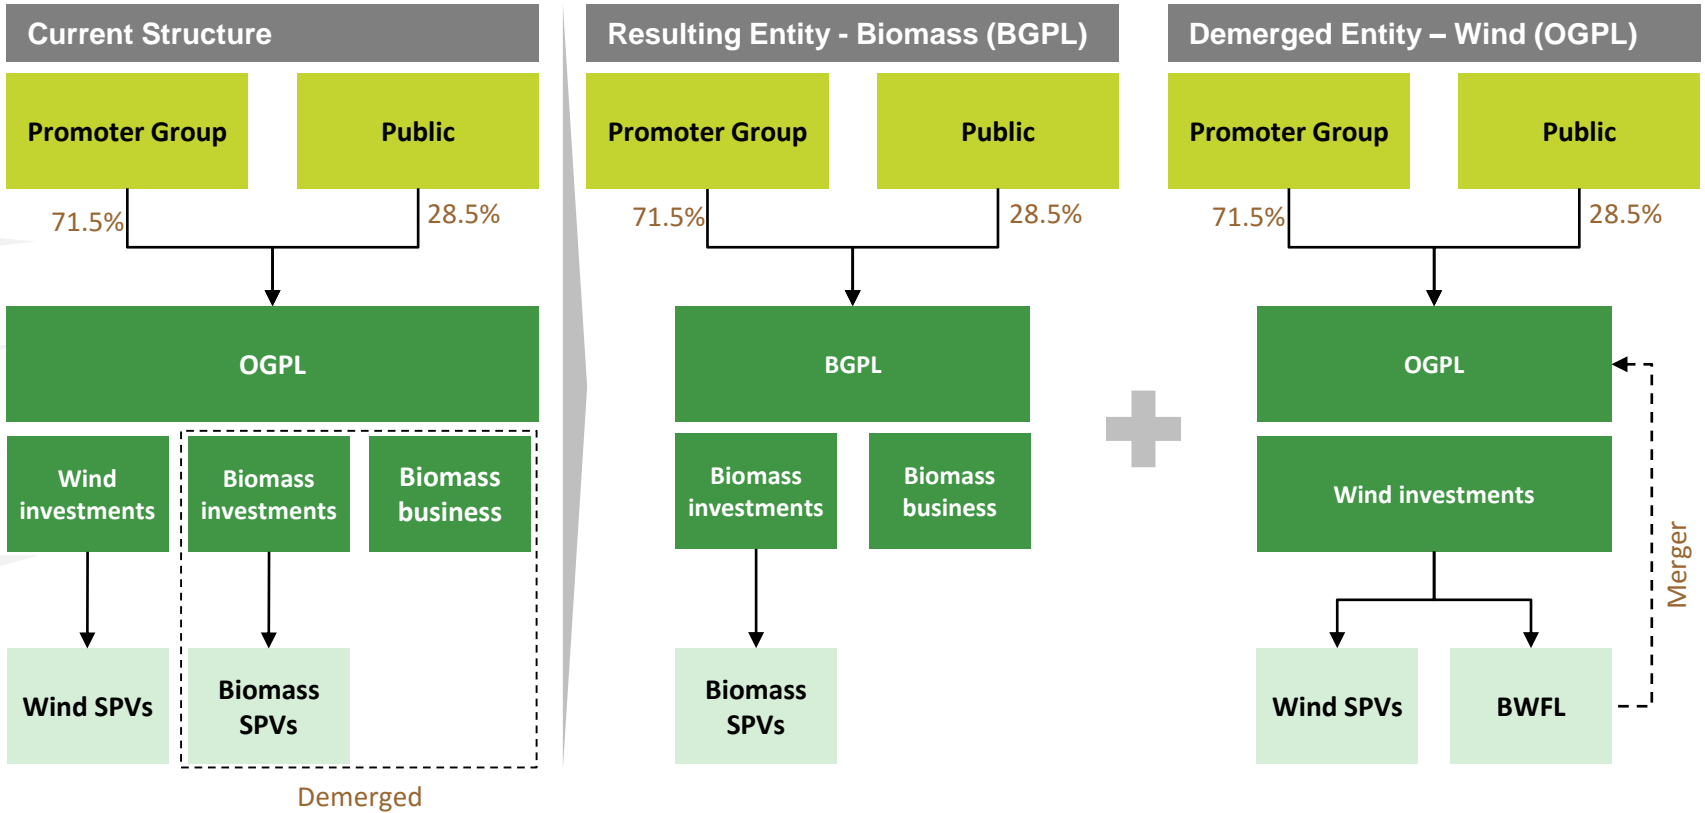 Current Structure
Promoter Group
Public
71.5%
28.5%
OGPL
Wind
investments
Biomass
investments
Biomass
business
Wind SPVs
Biomass
SPVs
Demerged
Resulting Entity - Biomass (BGPL)
Promoter Group
Public
71.5%
28.5%
BGPL
Biomass
investments
Biomass
business
Biomass
SPVs
Demerged Entity – Wind (OGPL)
Promoter Group
Public
71.5%
28.5%
OGPL
Wind investments
Merger
Wind SPVs
BWFL